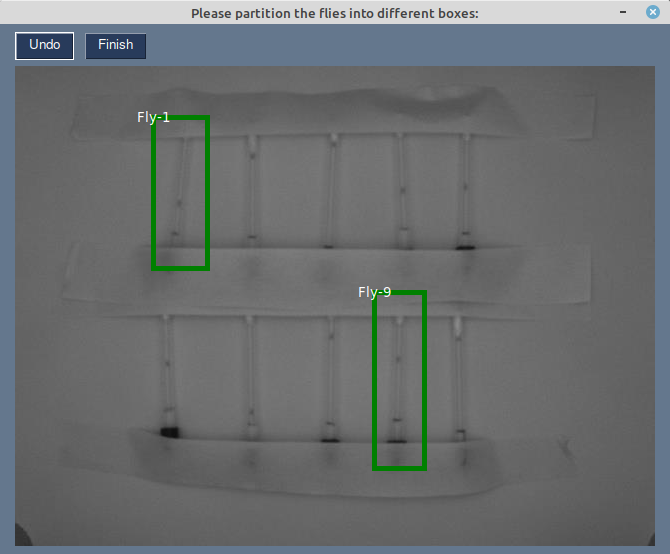 Please partition the flies into different boxes:
Undo Finish
Fly-1
Fly-9